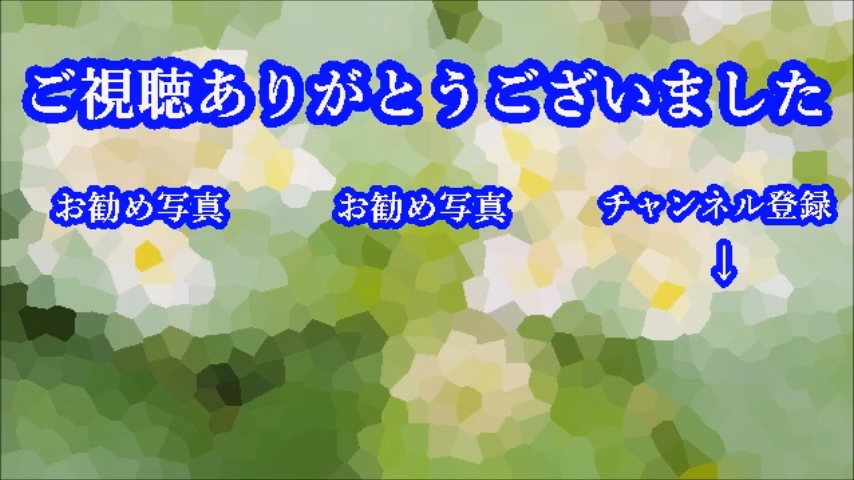 ご視聴ありがとうございました
お勧め写真
お勧め写真
チャンネル登録
↓